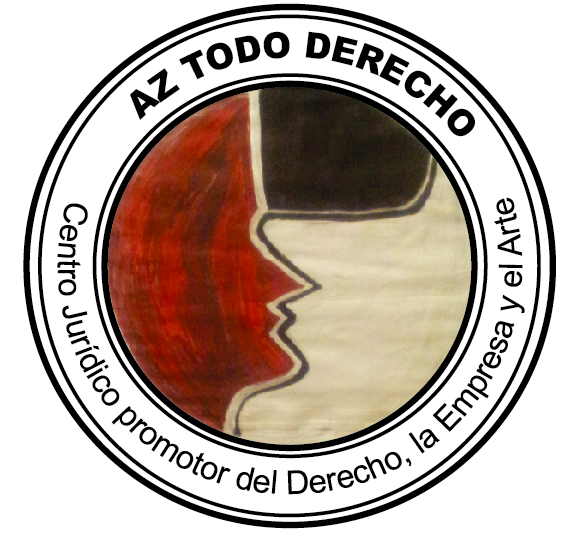 AZ TODO DERECHO
Centro Jurídico promotor del Derecho, la Empresa y el Arte